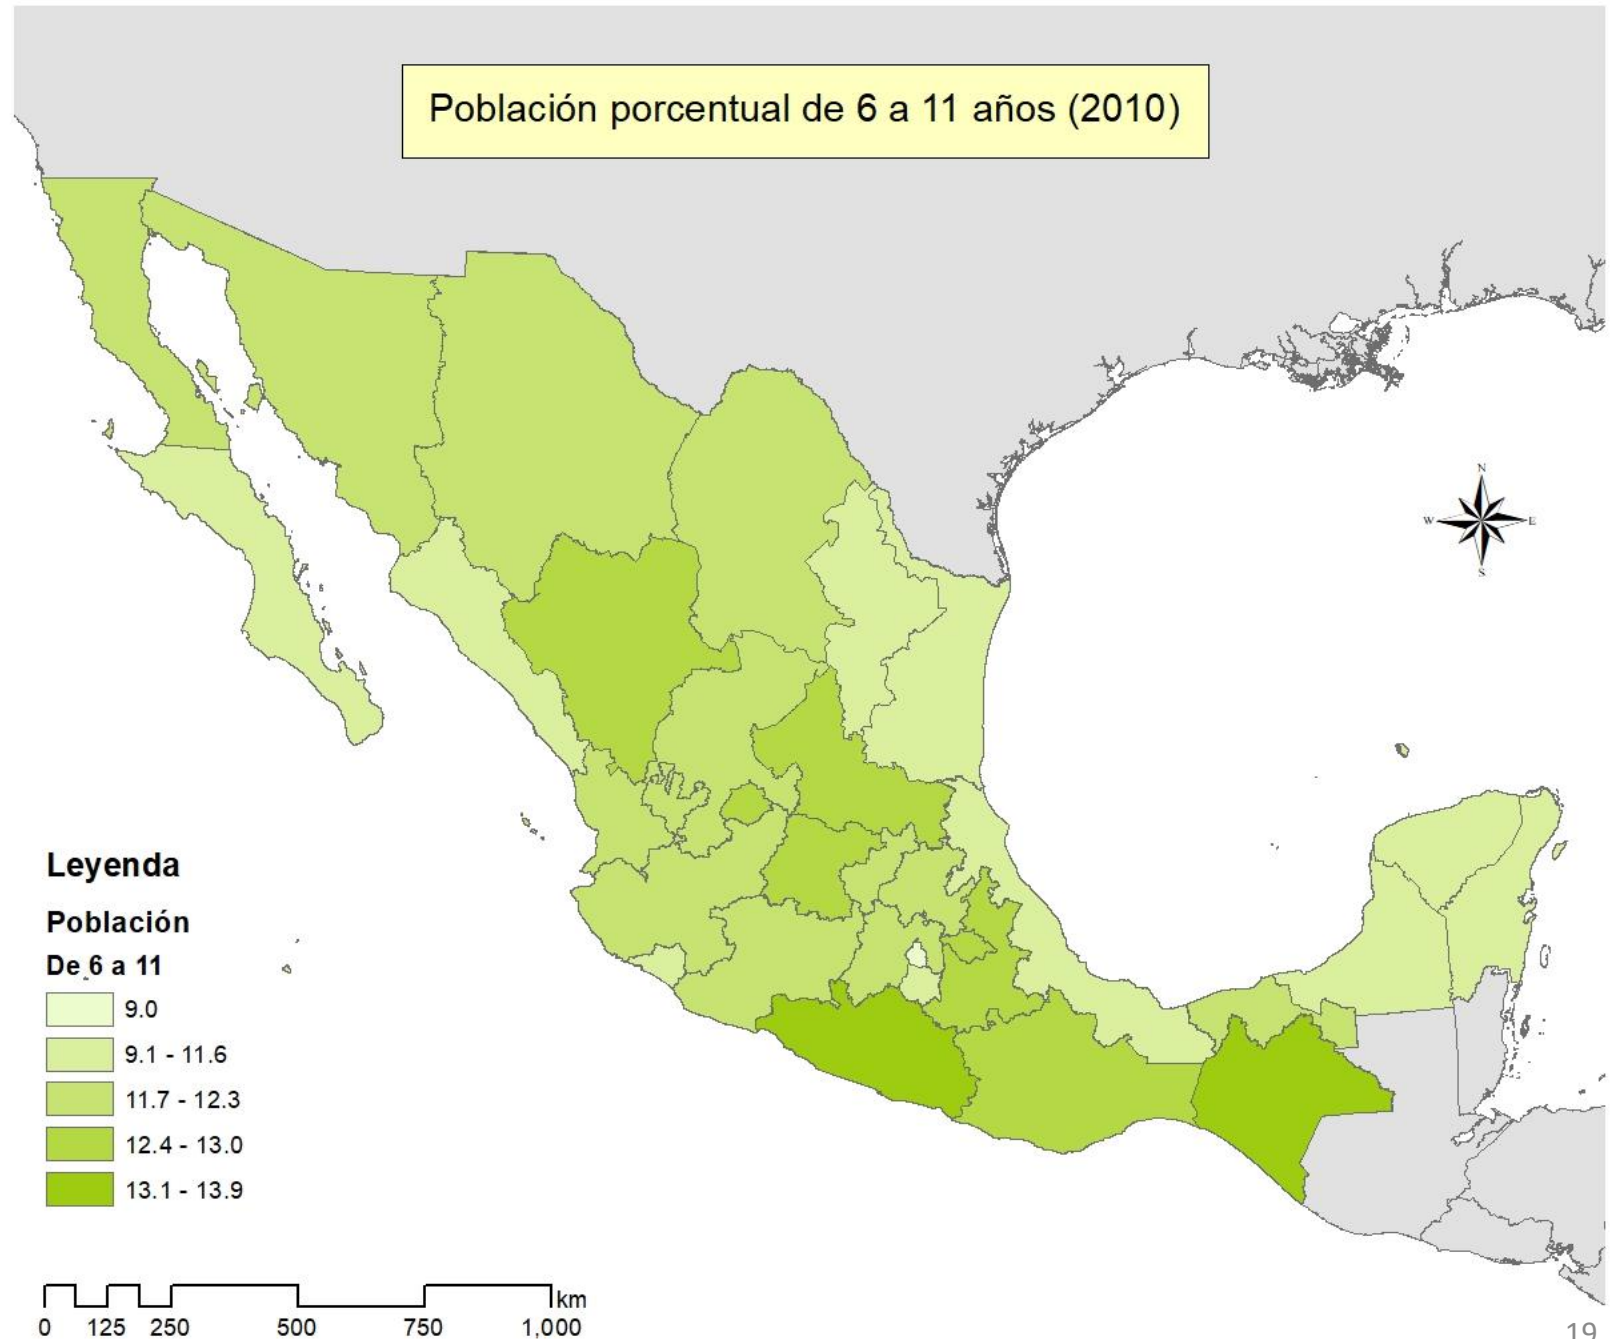 Población porcentual de 6 a 11 años (2010)
N
W E
S
Leyenda
Población
De 6 a 11
9.0
9.1 - 11.6
11.7 - 12.3
12.4 - 13.0
13.1 - 13.9
km
0 125 250 500 750 1,000
19